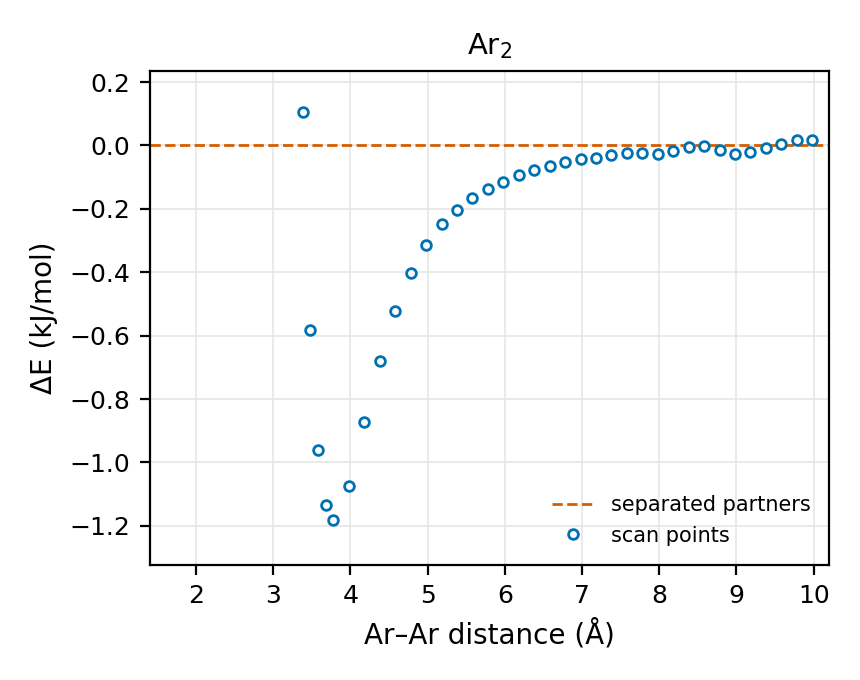 Ar₂
0.2
0.0
−0.2
−0.4
−0.6
−0.8
−1.0
−1.2
ΔE (kJ/mol)
separated partners
scan points
2 3 4 5 6 7 8 9 10
Ar–Ar distance (Å)